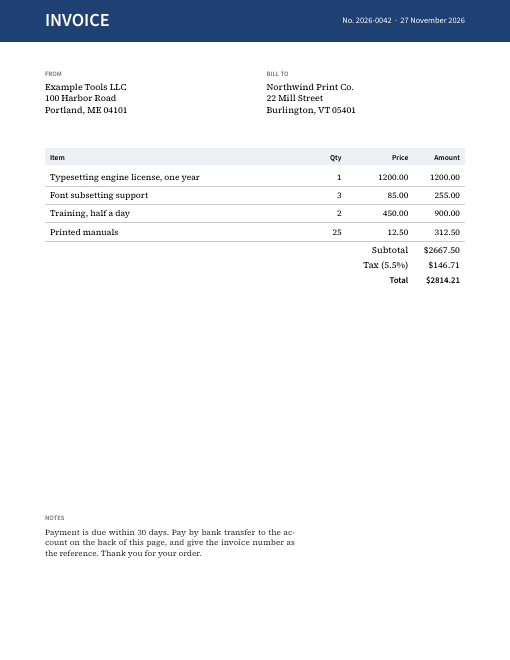 INVOICE
No. 2026-0042 · 27 November 2026
FROM
Example Tools LLC
100 Harbor Road
Portland, ME 04101
BILL TO
Northwind Print Co.
22 Mill Street
Burlington, VT 05401
Item Qty Price Amount
Typesetting engine license, one year 1 1200.00 1200.00
Font subsetting support 3 85.00 255.00
Training, half a day 2 450.00 900.00
Printed manuals 25 12.50 312.50
Subtotal $2667.50
Tax (5.5%) $146.71
Total $2814.21
NOTES
Payment is due within 30 days. Pay by bank transfer to the ac-
count on the back of this page, and give the invoice number as
the reference. Thank you for your order.